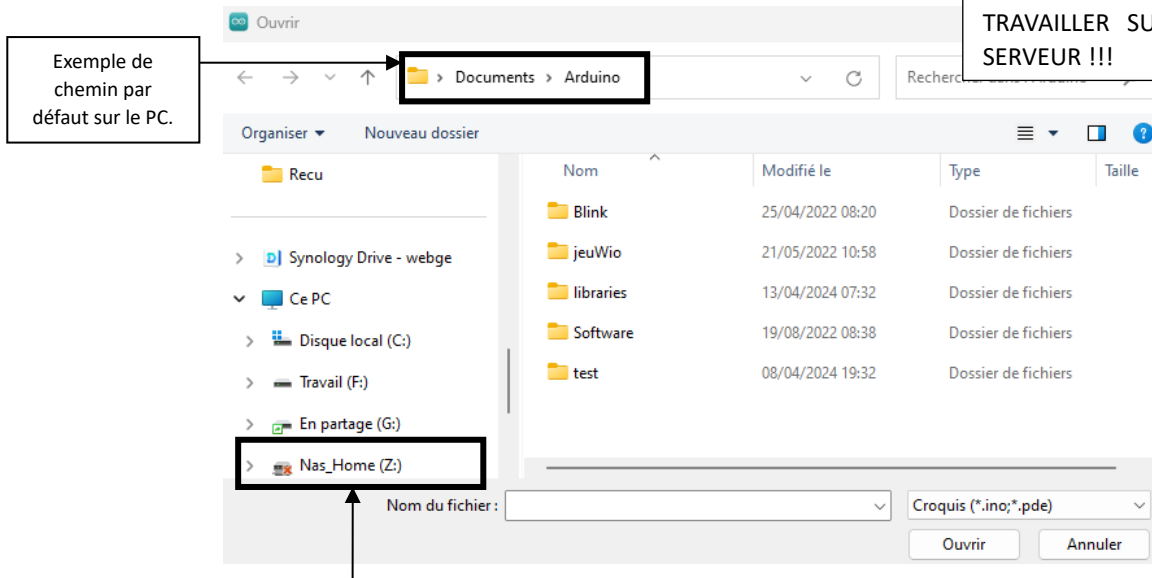 Ouvrir
TRAVAILLER SU
SERVEUR !!!
Exemple de
chemin par
défaut sur le PC.
Documents > Arduino
Organiser
Nouveau dossier
Nom
Modifié le
Type
Taille
Recu
Synology Drive - webge
Ce PC
Disque local (C:)
Travail (F:)
En partage (G:)
Nas_Home (Z:)
Blink 25/04/2022 08:20 Dossier de fichiers
jeuWio 21/05/2022 10:58 Dossier de fichiers
libraries 13/04/2024 07:32 Dossier de fichiers
Software 19/08/2022 08:38 Dossier de fichiers
test 08/04/2024 19:32 Dossier de fichiers
Nom du fichier :
Croquis (*.ino;*.pde)
Ouvrir
Annuler